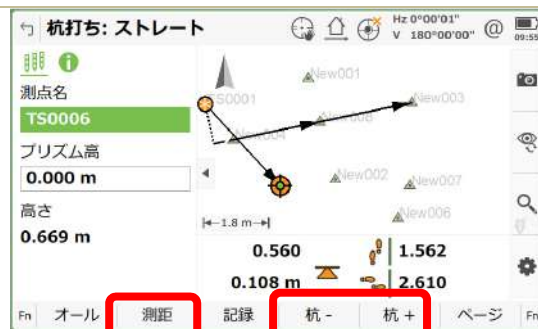 杭打ち: ストレート
Hz 0°00'01"
V 180°00'00"
@
09:55
測点名
TS0006
プリズム高
0.000 m
高さ
0.669 m
New001
TS0001
New003
New002
New007
New006
1.8 m
0.560
1.562
0.108 m
2.610
Fn オール 測距 記録 杭 - 杭 + ページ Fn